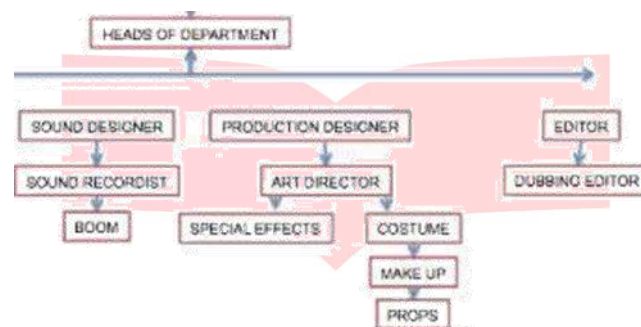 HEADS OF DEPARTMENT
SOUND DESIGNER
PRODUCTION DESIGNER
EDITOR
SOUND RECORDIST
ART DIRECTOR
DUBBING EDITOR
BOOM
SPECIAL EFFECTS
COSTUME
MAKE UP
PROPS